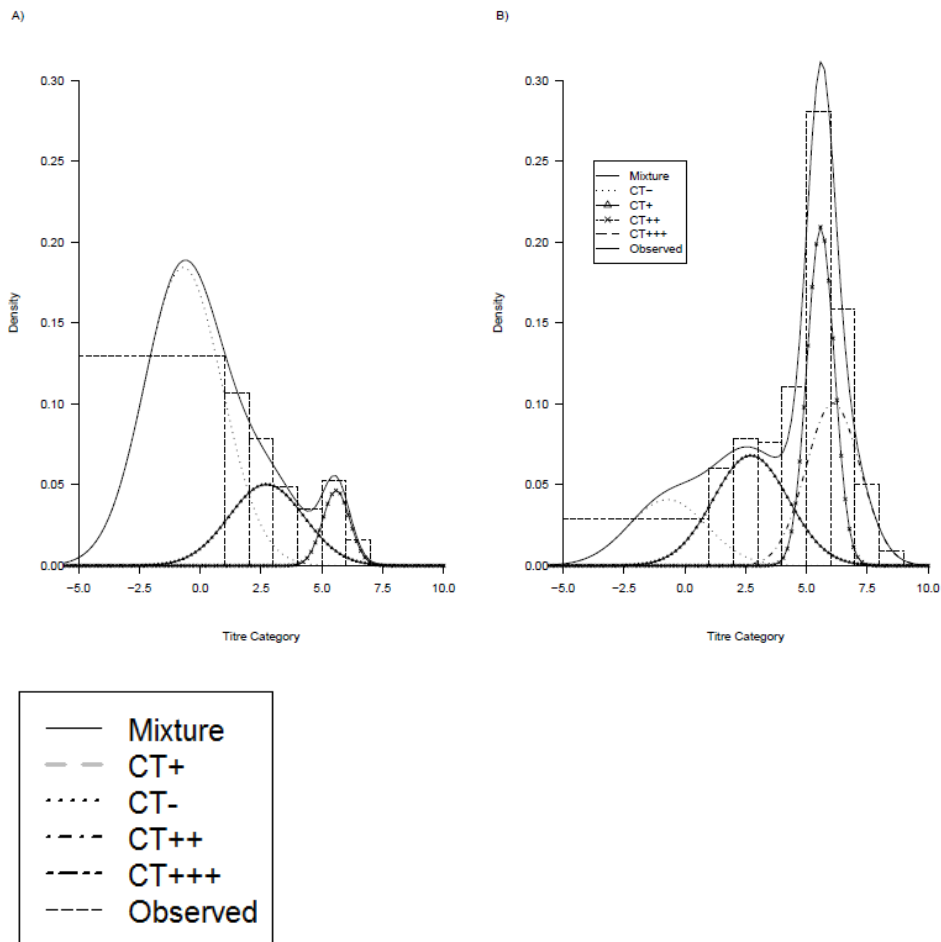 A)
B)
0.30
0.25
0.20
0.15
0.10
0.05
0.00
Density
−5.0 −2.5 0.0 2.5 5.0 7.5 10.0
Titre Category
0.30
0.25
0.20
0.15
0.10
0.05
0.00
Density
Mixture
CT−
CT+
CT++
CT+++
Observed
−5.0 −2.5 0.0 2.5 5.0 7.5 10.0
Titre Category
Mixture
CT+
CT-
CT++
CT+++
Observed